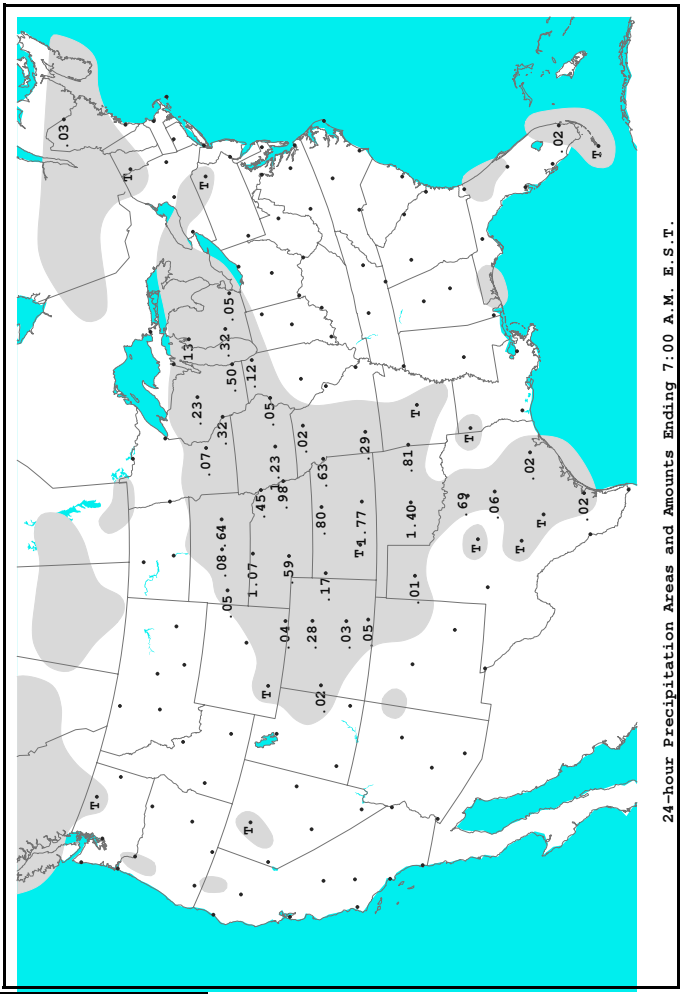 .03
T
T
.13
.23
T
.07
.08 .64 .32 .32
.05
.05
.50
T
.12
1.07
.45
T
.05
1.23
.98
.04
.59
.02
.28
.02
.80
.63
.17
.03
T
1.77
.29
.05
.81
1.40
.01
T
.69
T
T
.06
T
.02
T
.02
.02
T
24-hour Precipitation Areas and Amounts Ending 7:00 A.M. E.S.T.